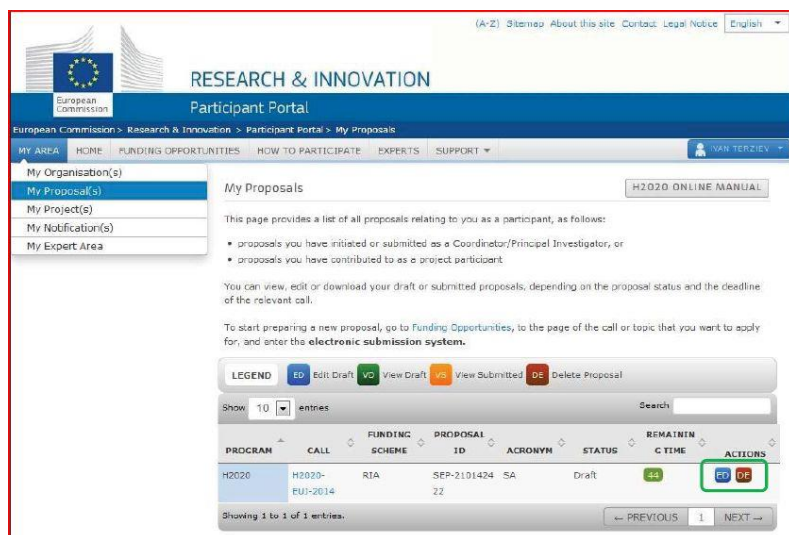 (A-Z) Sitemap About this site Contact Legal Notice English
European
Commission
RESEARCH & INNOVATION
Participant Portal
European Commission > Research & Innovation > Participant Portal > My Proposals
MY AREA HOME FUNDING OPPORTUNITIES HOW TO PARTICIPATE EXPERTS SUPPORT IVAN TERZIEV
My Organisation(s)
My Proposal(s)
My Project(s)
My Notification(s)
My Expert Area
My Proposals
H2020 ONLINE MANUAL
This page provides a list of all proposals relating to you as a participant, as follows:
• proposals you have initiated or submitted as a Coordinator/Principal Investigator, or
• proposals you have contributed to as a project participant
You can view, edit or download your draft or submitted proposals, depending on the proposal status and the deadline
of the relevant call.
To start preparing a new proposal, go to Funding Opportunities, to the page of the call or topic that you want to apply
for, and enter the electronic submission system.
LEGEND ED Edit Draft VD View Draft VS View Submitted DE Delete Proposal
Show 10 entries Search
PROGRAM CALL FUNDING SCHEME PROPOSAL ID ACRONYM STATUS REMAININ G TIME ACTIONS
H2020 H2020- RIA SEP-2101424 SA Draft 44 ED DE
EUJ-2014 22
Showing 1 to 1 of 1 entries. ← PREVIOUS 1 NEXT →